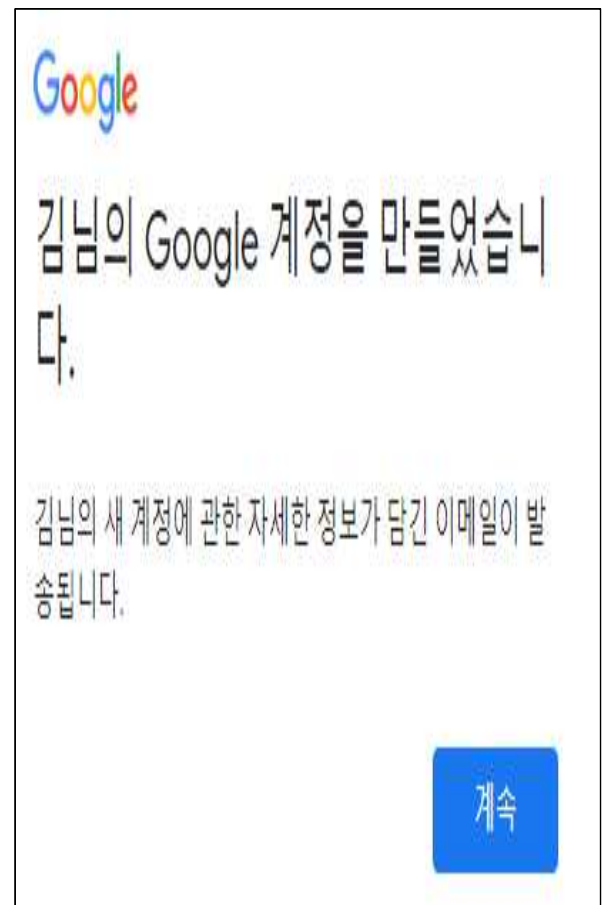 Google
김님의 Google 계정을 만들었습니
다.
김님의 새 계정에 관한 자세한 정보가 담긴 이메일이 발
송됩니다.
계속